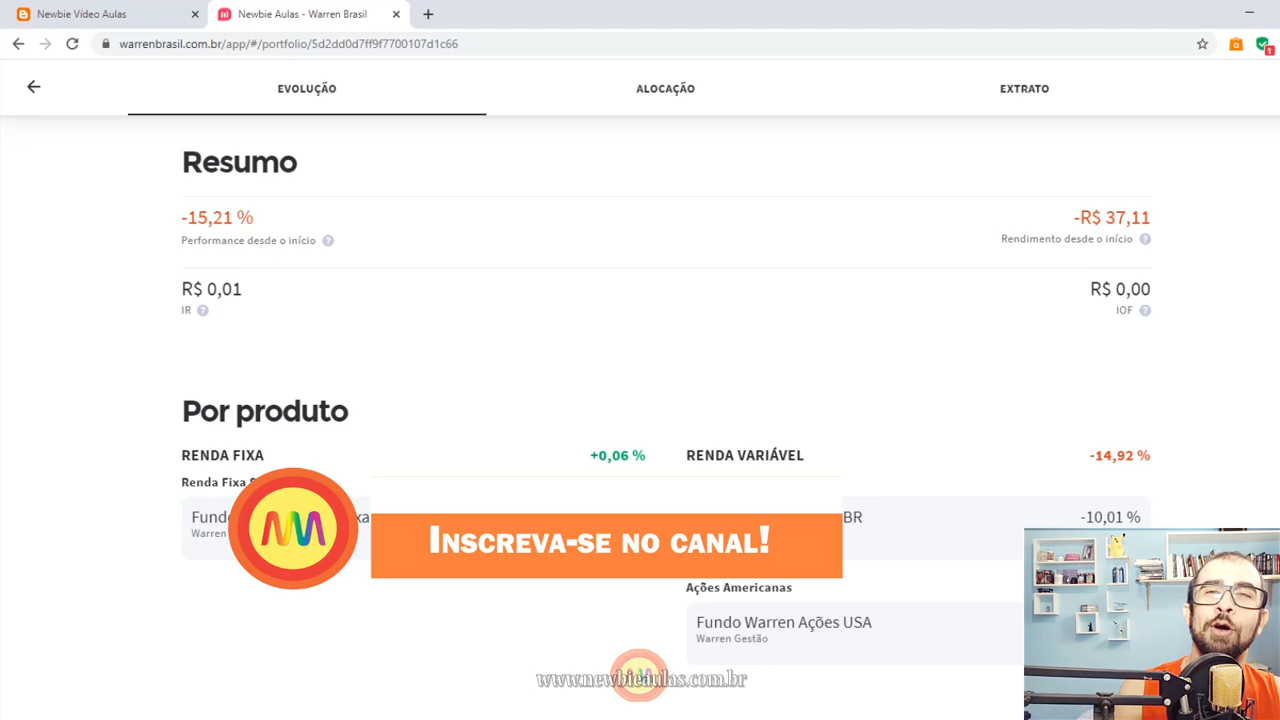 Newbie Vídeo Aulas
Newbie Aulas - Warren Brasil
warrenbrasil.com.br/app/#/portfolio/5d2dd0d7ff9f7700107d1c66
1
EVOLUÇÃO
ALOCAÇÃO
EXTRATO
Resumo
-15,21 %
-R$ 37,11
Performance desde o início ?
Rendimento desde o início ?
R$ 0,01
R$ 0,00
IR ?
IOF ?
Por produto
RENDA FIXA +0,06 %
RENDA VARIÁVEL -14,92 %
Renda Fixa
BR -10,01 %
Warren
INSCREVA-SE NO CANAL!
Ações Americanas
Fundo Warren Ações USA
Warren Gestão
www.newbieaulas.com.br